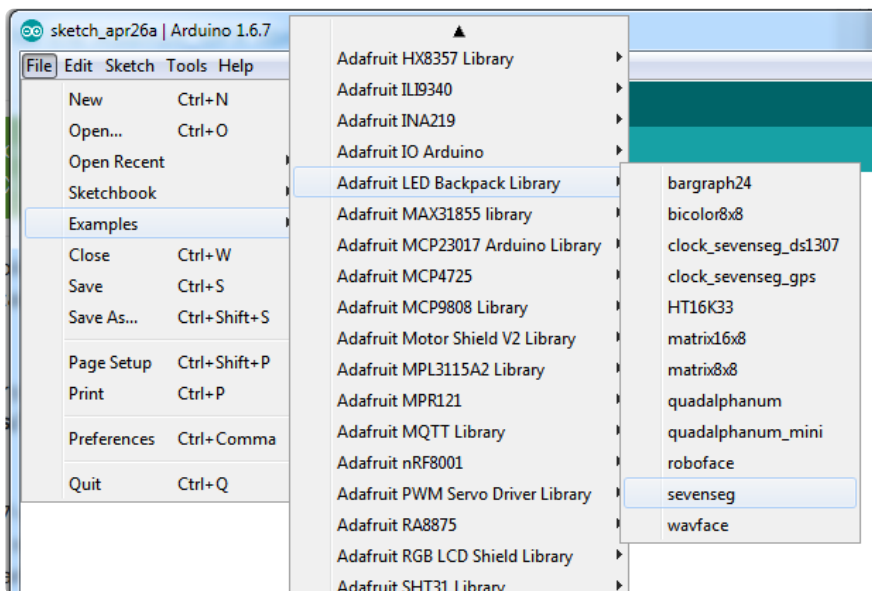 sketch_apr26a | Arduino 1.6.7
File Edit Sketch Tools Help
New Ctrl+N
Open... Ctrl+O
Open Recent
Sketchbook
Examples
Close Ctrl+W
Save Ctrl+S
Save As... Ctrl+Shift+S
Page Setup Ctrl+Shift+P
Print Ctrl+P
Preferences Ctrl+Comma
Quit Ctrl+Q
Adafruit HX8357 Library
Adafruit ILI9340
Adafruit INA219
Adafruit IO Arduino
Adafruit LED Backpack Library
Adafruit MAX31855 library
Adafruit MCP23017 Arduino Library
Adafruit MCP4725
Adafruit MCP9808 Library
Adafruit Motor Shield V2 Library
Adafruit MPL3115A2 Library
Adafruit MPR121
Adafruit MQTT Library
Adafruit nRF8001
Adafruit PWM Servo Driver Library
Adafruit RA8875
Adafruit RGB LCD Shield Library
Adafruit SHT31 Library
bargraph24
bicolor8x8
clock_sevenseg_ds1307
clock_sevenseg_gps
HT16K33
matrix16x8
matrix8x8
quadalphanum
quadalphanum_mini
roboface
sevenseg
wavface